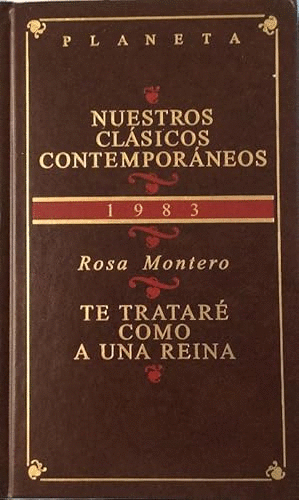 PLANETA
NUESTROS
CLÁSICOS
CONTEMPORÁNEOS
1983
Rosa Montero
TE TRATARÉ
COMO
A UNA REINA